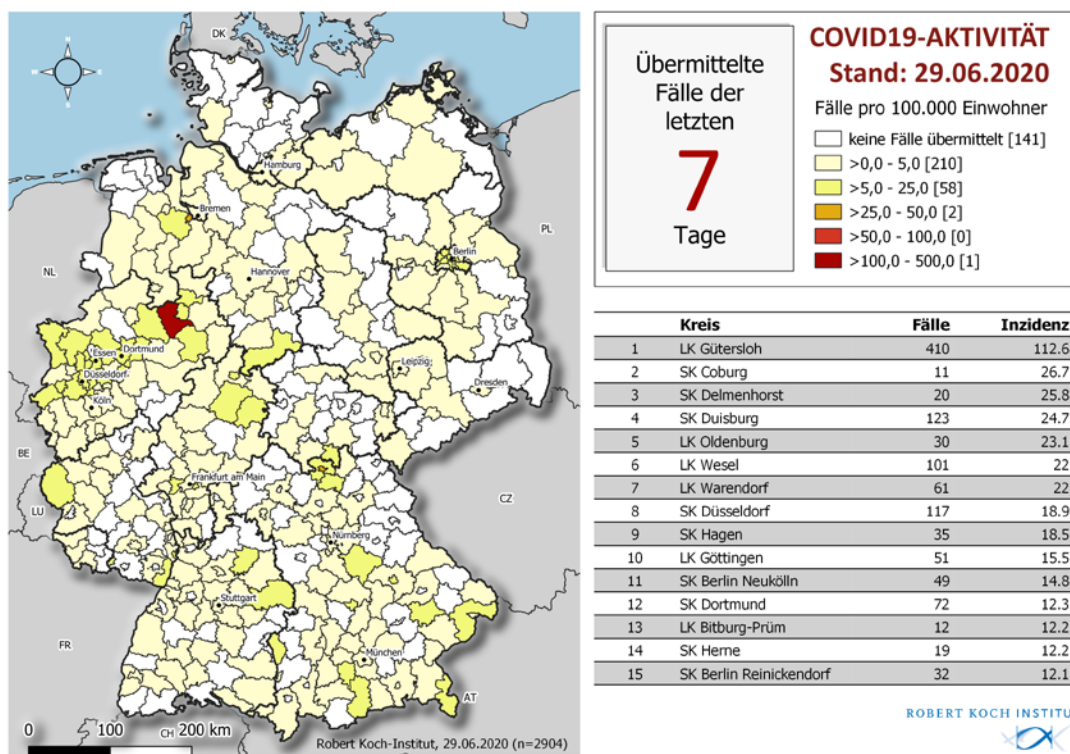 DK
PL
NL
BE
LU
CZ
FR
CH
AT
N
E
S
W
Hamburg
Bremen
Berlin
Hannover
Essen
Dortmund
Düsseldorf
Köln
Leipzig
Dresden
Frankfurt am Main
Nürnberg
Stuttgart
München
0 100 200 km
Robert Koch-Institut, 29.06.2020 (n=2904)
Übermittelte
Fälle der
letzten
7
Tage
COVID19-AKTIVITÄT
Stand: 29.06.2020
Fälle pro 100.000 Einwohner
keine Fälle übermittelt [141]
>0,0 - 5,0 [210]
>5,0 - 25,0 [58]
>25,0 - 50,0 [2]
>50,0 - 100,0 [0]
>100,0 - 500,0 [1]
Kreis Fälle Inzidenz
1 LK Gütersloh 410 112.6
2 SK Coburg 11 26.7
3 SK Delmenhorst 20 25.8
4 SK Duisburg 123 24.7
5 LK Oldenburg 30 23.1
6 LK Wesel 101 22
7 LK Warendorf 61 22
8 SK Düsseldorf 117 18.9
9 SK Hagen 35 18.5
10 LK Göttingen 51 15.5
11 SK Berlin Neukölln 49 14.8
12 SK Dortmund 72 12.3
13 LK Bitburg-Prüm 12 12.2
14 SK Herne 19 12.2
15 SK Berlin Reinickendorf 32 12.1
ROBERT KOCH INSTITU